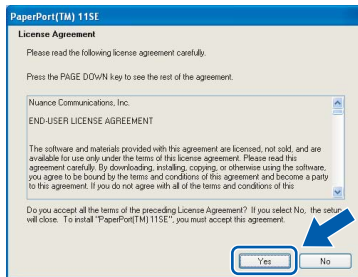 PaperPort(TM) 11SE
License Agreement
Please read the following license agreement carefully.
Press the PAGE DOWN key to see the rest of the agreement.
Nuance Communications, Inc.
END-USER LICENSE AGREEMENT
The software and materials provided with this agreement are licensed, not sold, and are
available for use only under the terms of this license agreement. Please read this
agreement carefully. By downloading, installing, copying, or otherwise using the software,
you agree to be bound by the terms and conditions of this agreement and become a party
to this agreement. If you do not agree with all of the terms and conditions of this
Do you accept all the terms of the preceding License Agreement? If you select No, the setup
will close. To install "PaperPort(TM) 11SE", you must accept this agreement.
Yes
No